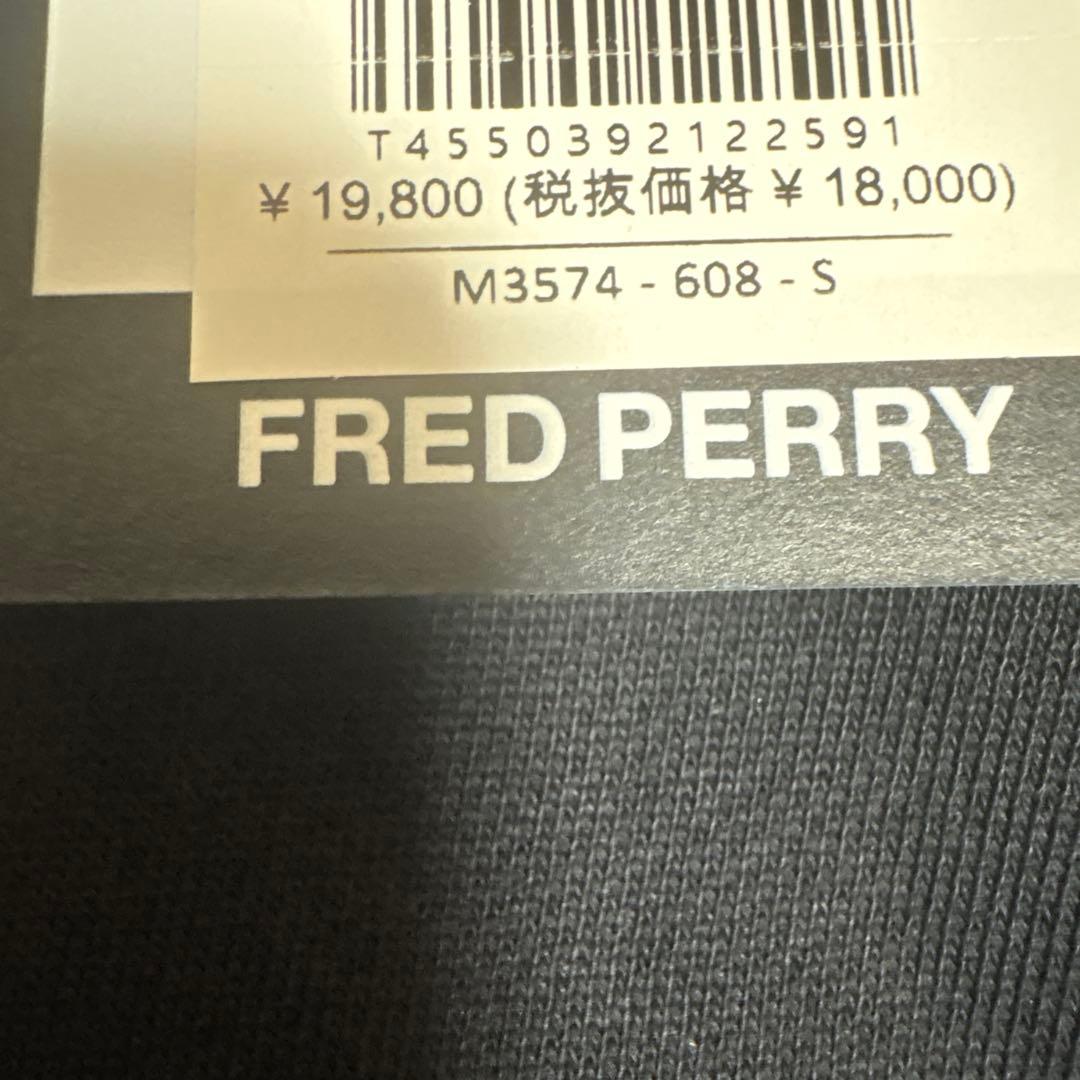 T4550392122591
¥ 19,800 (税抜価格 ¥ 18,000)
M3574 - 608 - S
FRED PERRY